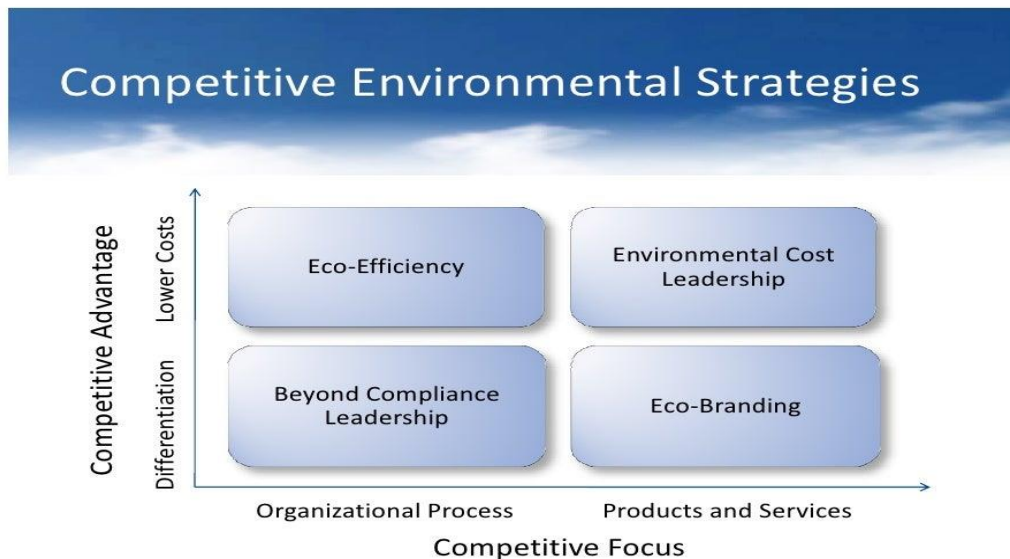 Competitive Environmental Strategies
Competitive Advantage
Lower Costs
Differentiation
Eco-Efficiency
Environmental Cost
Leadership
Beyond Compliance
Leadership
Eco-Branding
Organizational Process
Products and Services
Competitive Focus